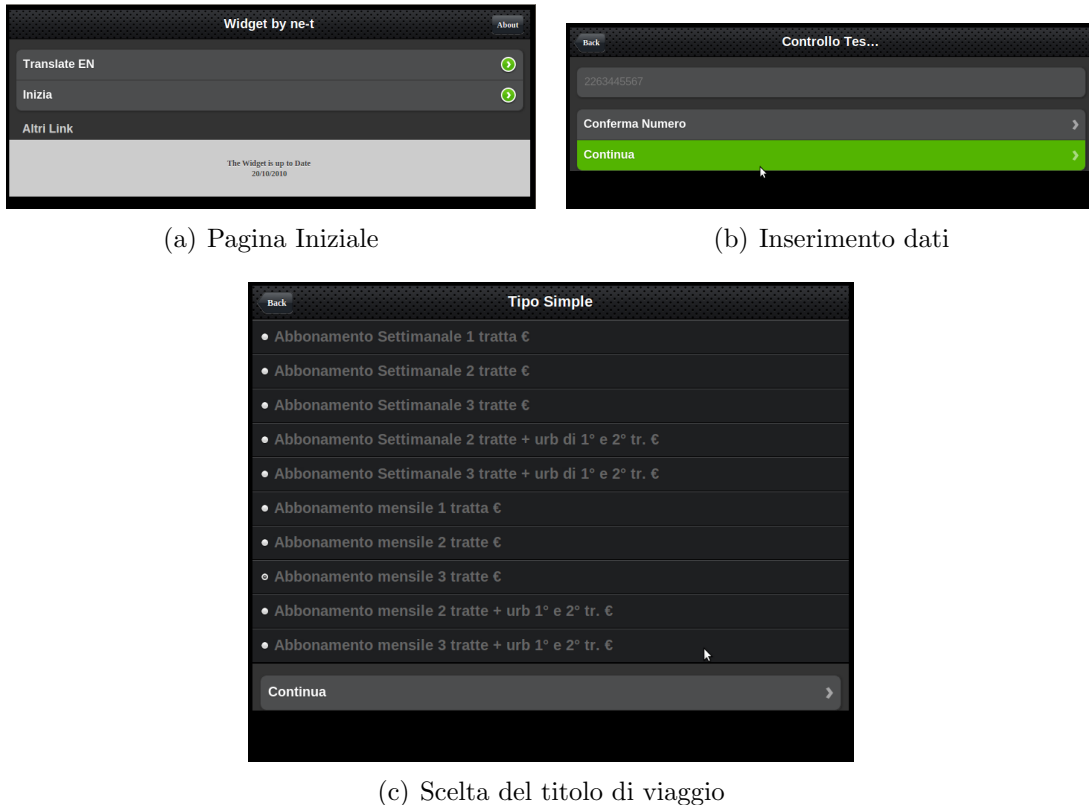 Widget by ne-t
About
Translate EN
Inizia
Altri Link
The Widget is up to Date
20/10/2010
(a) Pagina Iniziale
Back
Controllo Tes...
2263445567
Conferma Numero
Continua
(b) Inserimento dati
Back
Tipo Simple
Abbonamento Settimanale 1 tratta €
Abbonamento Settimanale 2 tratte €
Abbonamento Settimanale 3 tratte €
Abbonamento Settimanale 2 tratte + urb di 1° e 2° tr. €
Abbonamento Settimanale 3 tratte + urb di 1° e 2° tr. €
Abbonamento mensile 1 tratta €
Abbonamento mensile 2 tratte €
Abbonamento mensile 3 tratte €
Abbonamento mensile 2 tratte + urb 1° e 2° tr. €
Abbonamento mensile 3 tratte + urb 1° e 2° tr. €
Continua
(c) Scelta del titolo di viaggio